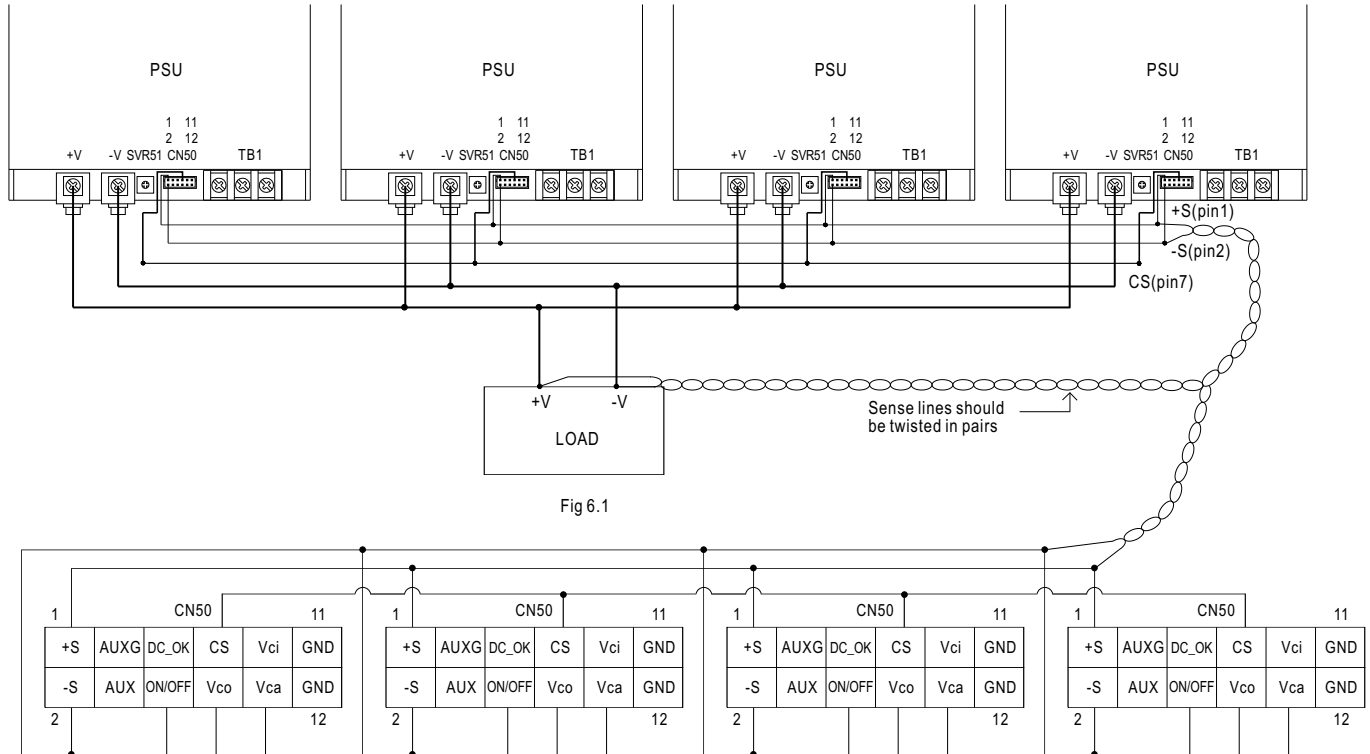 PSU PSU PSU PSU
1 11 1 11 1 11 1 11
2 12 2 12 2 12 2 12
+V -V SVR51 CN50 TB1 +V -V SVR51 CN50 TB1 +V -V SVR51 CN50 TB1 +V -V SVR51 CN50 TB1
+S(pin1)
-S(pin2)
CS(pin7)
+V -V
LOAD
Sense lines should
be twisted in pairs
Fig 6.1
1 CN50 11 1 CN50 11 1 CN50 11 1 CN50 11
+S AUXG DC_OK CS Vci GND +S AUXG DC_OK CS Vci GND +S AUXG DC_OK CS Vci GND +S AUXG DC_OK CS Vci GND
-S AUX ON/OFF Vco Vca GND -S AUX ON/OFF Vco Vca GND -S AUX ON/OFF Vco Vca GND -S AUX ON/OFF Vco Vca GND
2 12 2 12 2 12 2 12